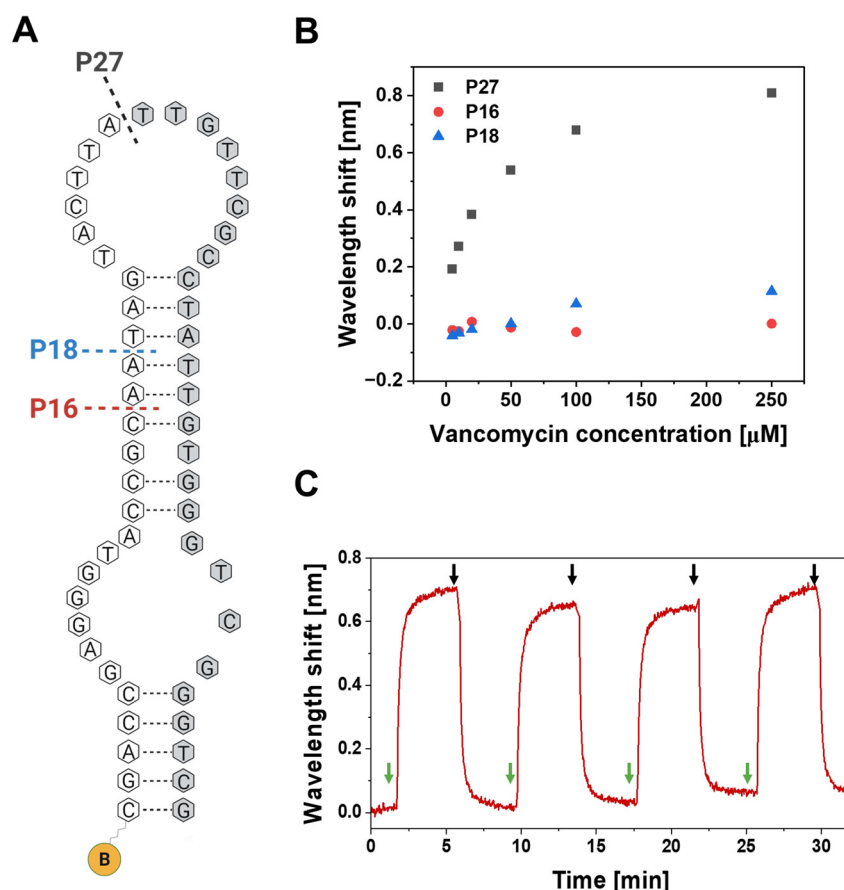 A
P27
A T T G
T T
T T
C C
A G
T C
G C
A T
T A
P18
A T
A T
P16
C G
G T
C G
C G
A G
T
G T
G
G C
A
G G
C G
C G
A T
G C
C G
B
B
P27
P16
P18
Wavelength shift [nm]
0.8
0.6
0.4
0.2
0.0
−0.2
0 50 100 150 200 250
Vancomycin concentration [μM]
C
Wavelength shift [nm]
0.8
0.6
0.4
0.2
0.0
0 5 10 15 20 25 30
Time [min]